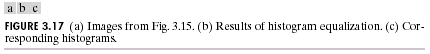 a b c
FIGURE 3.17 (a) Images from Fig. 3.15. (b) Results of histogram equalization. (c) Cor-
responding histograms.